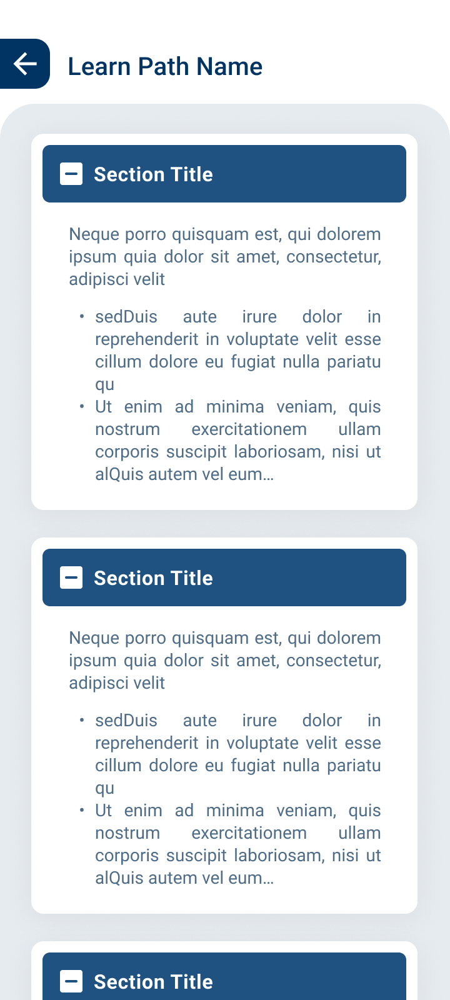 Learn Path Name
Section Title
Neque porro quisquam est, qui dolorem
ipsum quia dolor sit amet, consectetur,
adipisci velit
• sedDuis aute irure dolor in
reprehenderit in voluptate velit esse
cillum dolore eu fugiat nulla pariatu
qu
• Ut enim ad minima veniam, quis
nostrum exercitationem ullam
corporis suscipit laboriosam, nisi ut
alQuis autem vel eum...
Section Title
Neque porro quisquam est, qui dolorem
ipsum quia dolor sit amet, consectetur,
adipisci velit
• sedDuis aute irure dolor in
reprehenderit in voluptate velit esse
cillum dolore eu fugiat nulla pariatu
qu
• Ut enim ad minima veniam, quis
nostrum exercitationem ullam
corporis suscipit laboriosam, nisi ut
alQuis autem vel eum...
Section Title